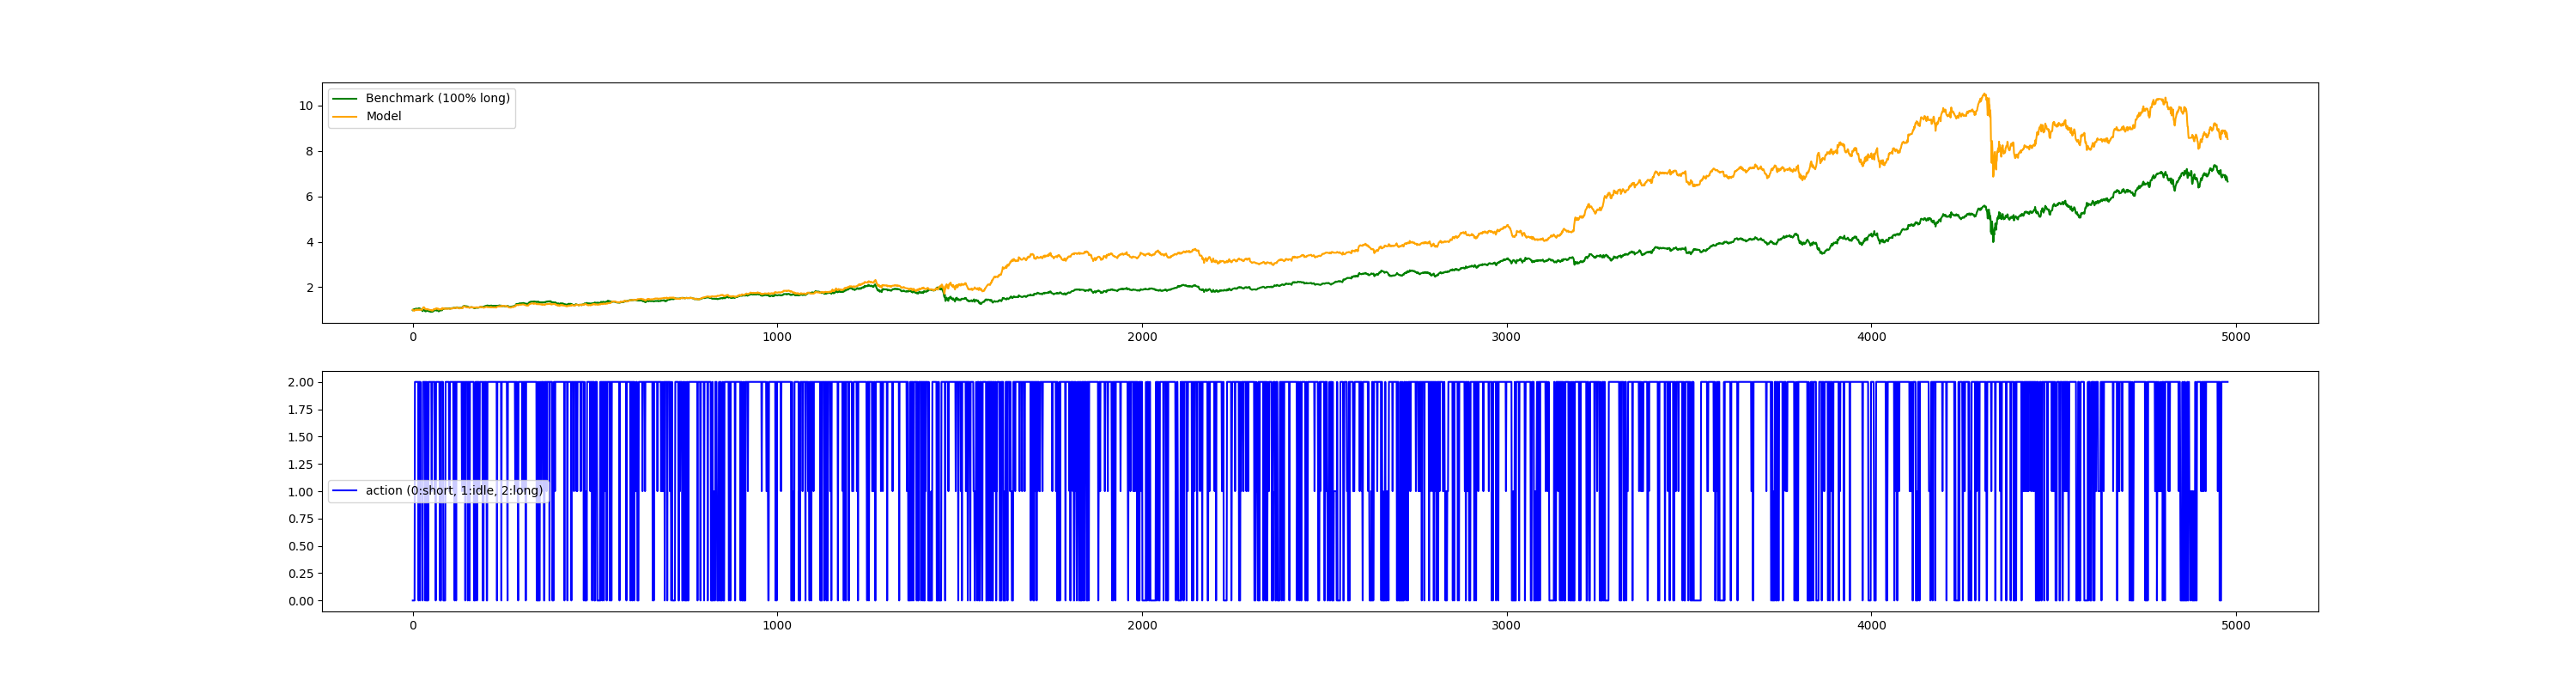 10
8
6
4
2
Benchmark (100% long)
Model
0 1000 2000 3000 4000 5000
2.00
1.75
1.50
1.25
1.00
0.75
0.50
0.25
0.00
action (0:short, 1:idle, 2:long)
0 1000 2000 3000 4000 5000